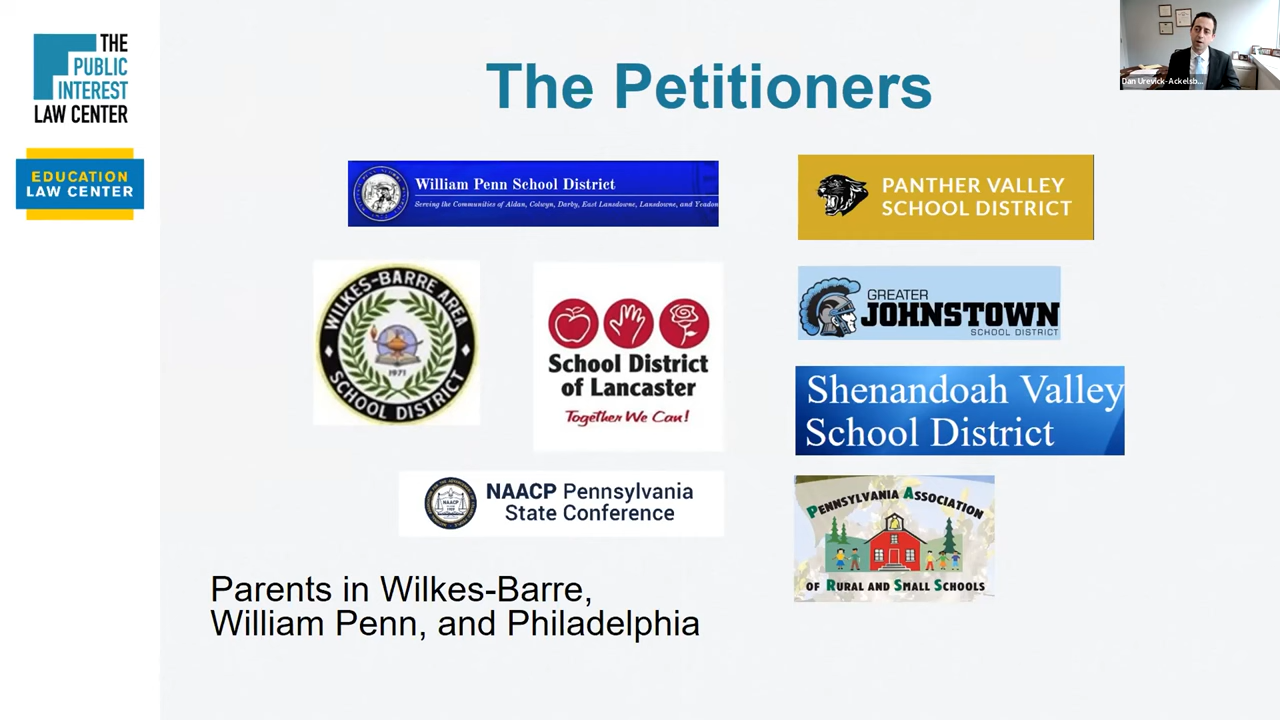 THE
PUBLIC
INTEREST
LAW CENTER
EDUCATION
LAW CENTER
The Petitioners
Dan Urevick-Ackelsb...
William Penn School District
Serving the Communities of Aldan, Colwyn, Darby, East Lansdowne, Lansdowne, and Yeadon
PANTHER VALLEY
SCHOOL DISTRICT
WILKES-BARRE AREA
1971
SCHOOL DISTRICT
School District
of Lancaster
Together We Can!
GREATER
JOHNSTOWN
SCHOOL DISTRICT
Shenandoah Valley
School District
NAACP
NAACP Pennsylvania
State Conference
PENNSYLVANIA ASSOCIATION
OF RURAL AND SMALL SCHOOLS
Parents in Wilkes-Barre,
William Penn, and Philadelphia